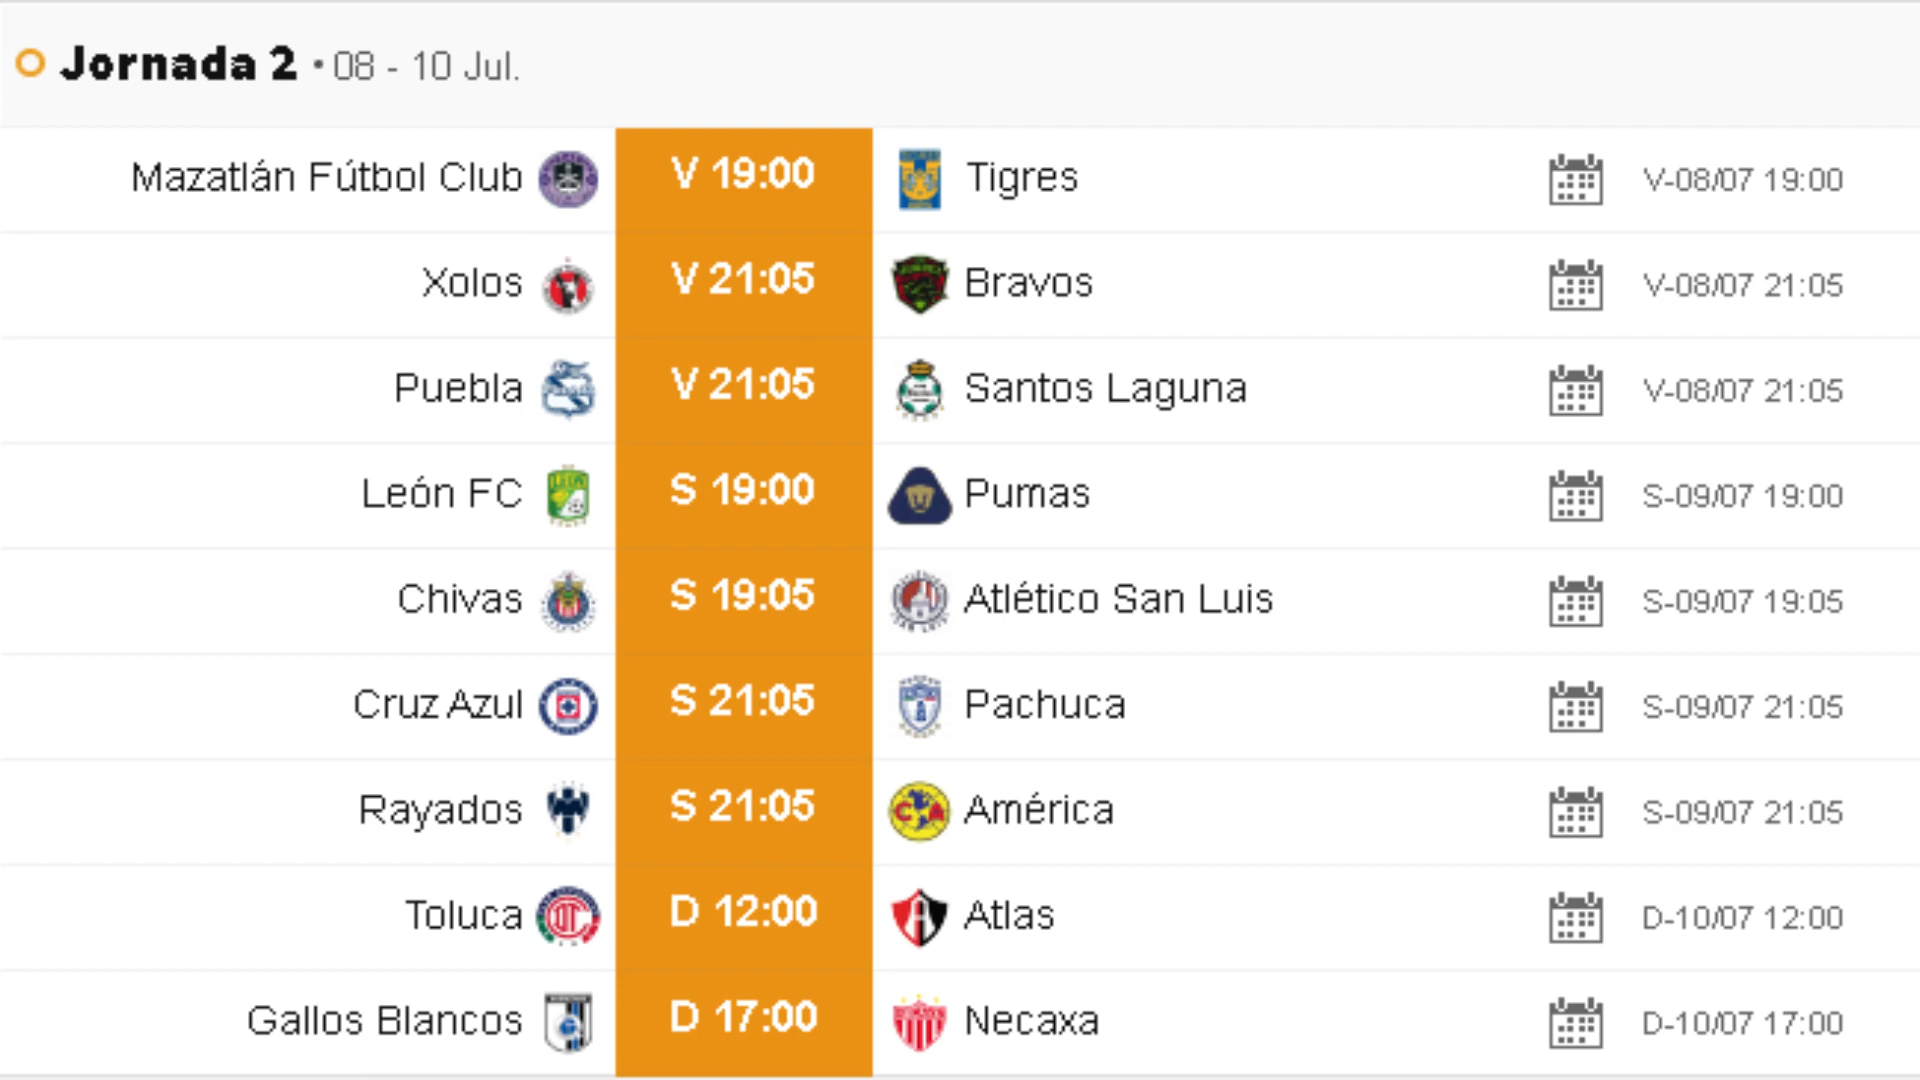 Jornada 2 • 08 - 10 Jul.
Mazatlán Fútbol Club V 19:00 Tigres V-08/07 19:00
Xolos V 21:05 Bravos V-08/07 21:05
Puebla V 21:05 Santos Laguna V-08/07 21:05
León FC S 19:00 Pumas S-09/07 19:00
Chivas S 19:05 Atlético San Luis S-09/07 19:05
Cruz Azul S 21:05 Pachuca S-09/07 21:05
Rayados S 21:05 América S-09/07 21:05
Toluca D 12:00 Atlas D-10/07 12:00
Gallos Blancos D 17:00 Necaxa D-10/07 17:00